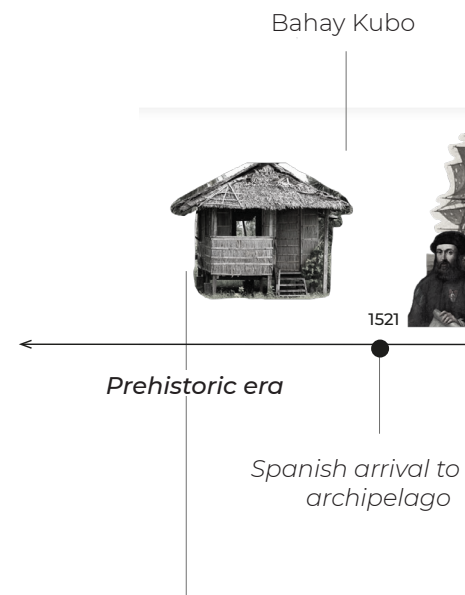 Bahay Kubo
1521
Prehistoric era
Spanish arrival to
archipelago